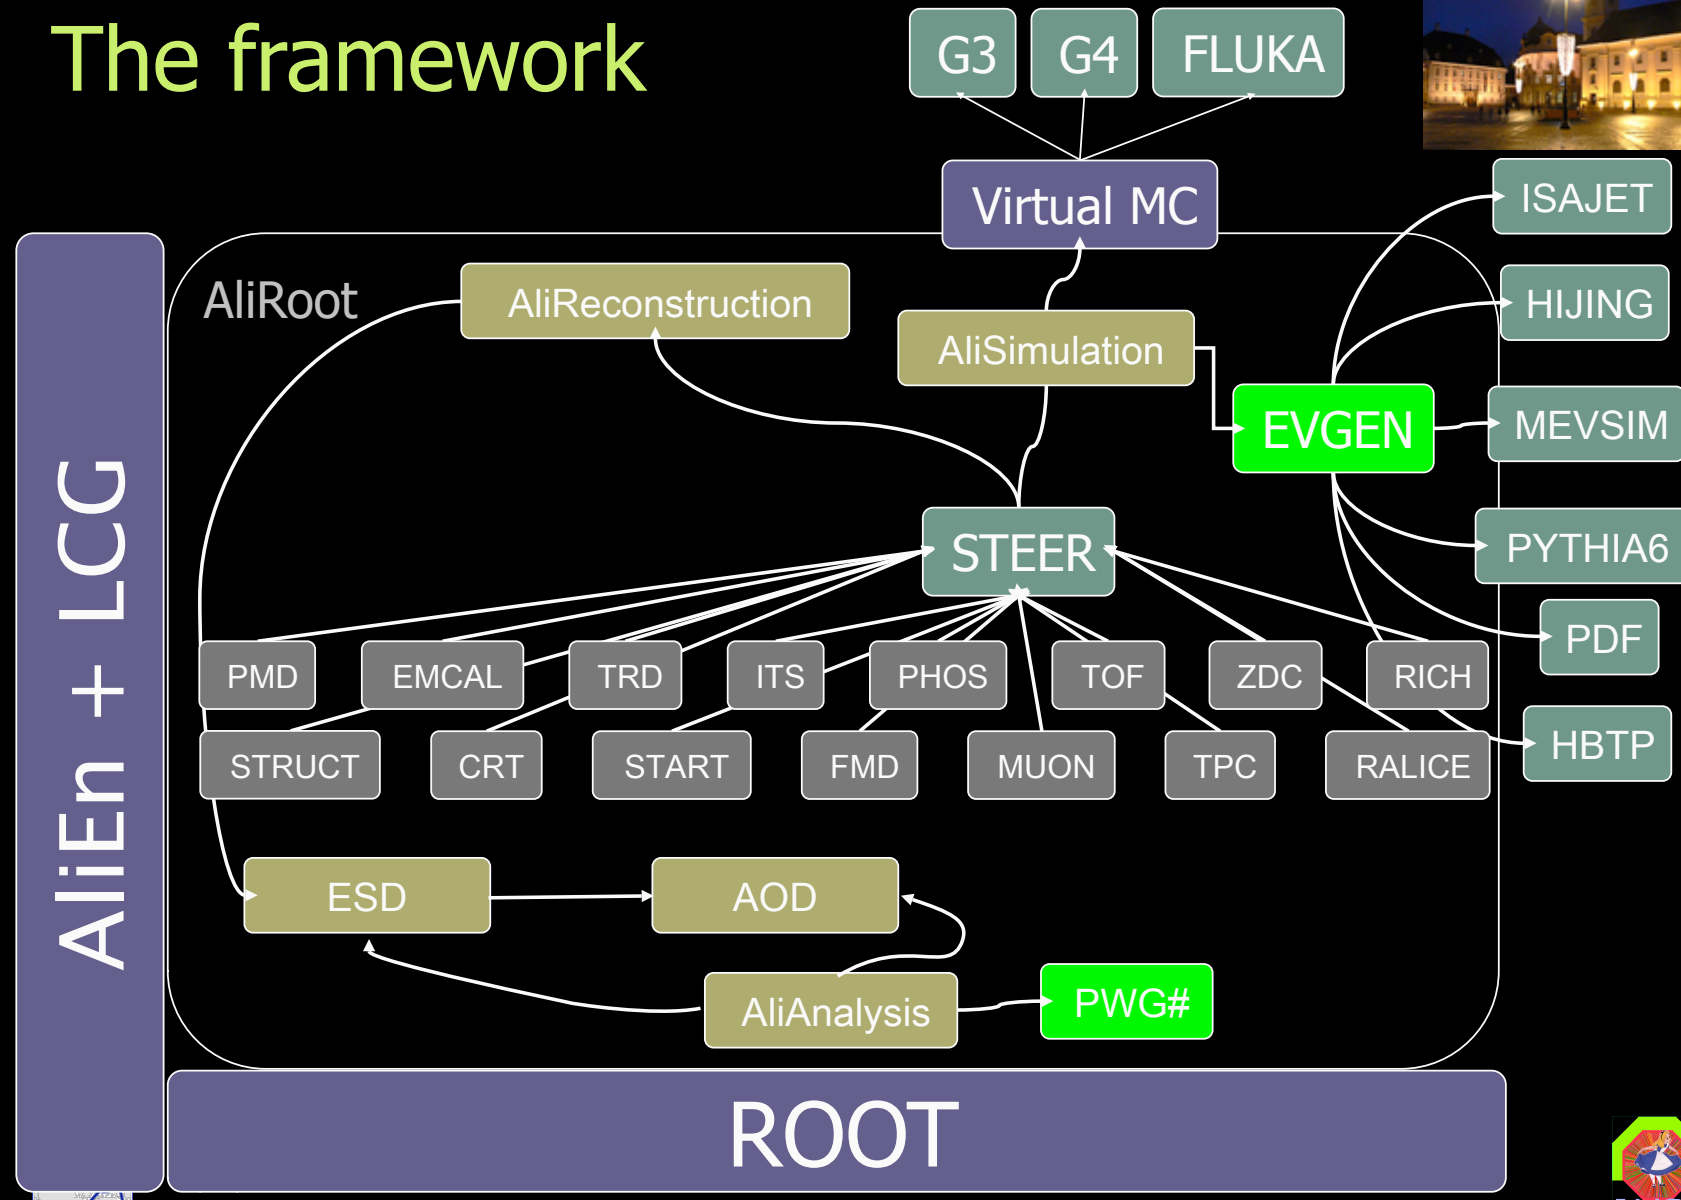 The framework
G3
G4
FLUKA
Virtual MC
ISAJET
AliRoot
AliReconstruction
HIJING
AliSimulation
EVGEN
MEVSIM
STEER
PYTHIA6
PDF
PMD
EMCAL
TRD
ITS
PHOS
TOF
ZDC
RICH
HBTP
STRUCT
CRT
START
FMD
MUON
TPC
RALICE
ESD
AOD
AliAnalysis
PWG#
AliEn + LCG
ROOT